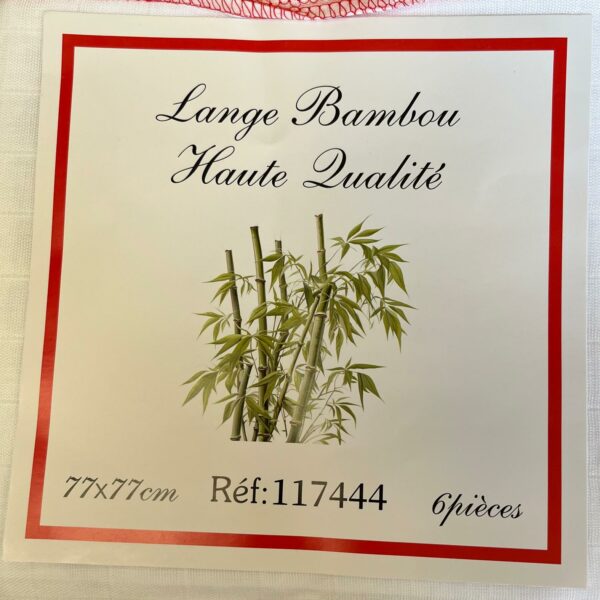 Lange Bambou
Haute Qualité
77x77cm Réf:117444 6pièces